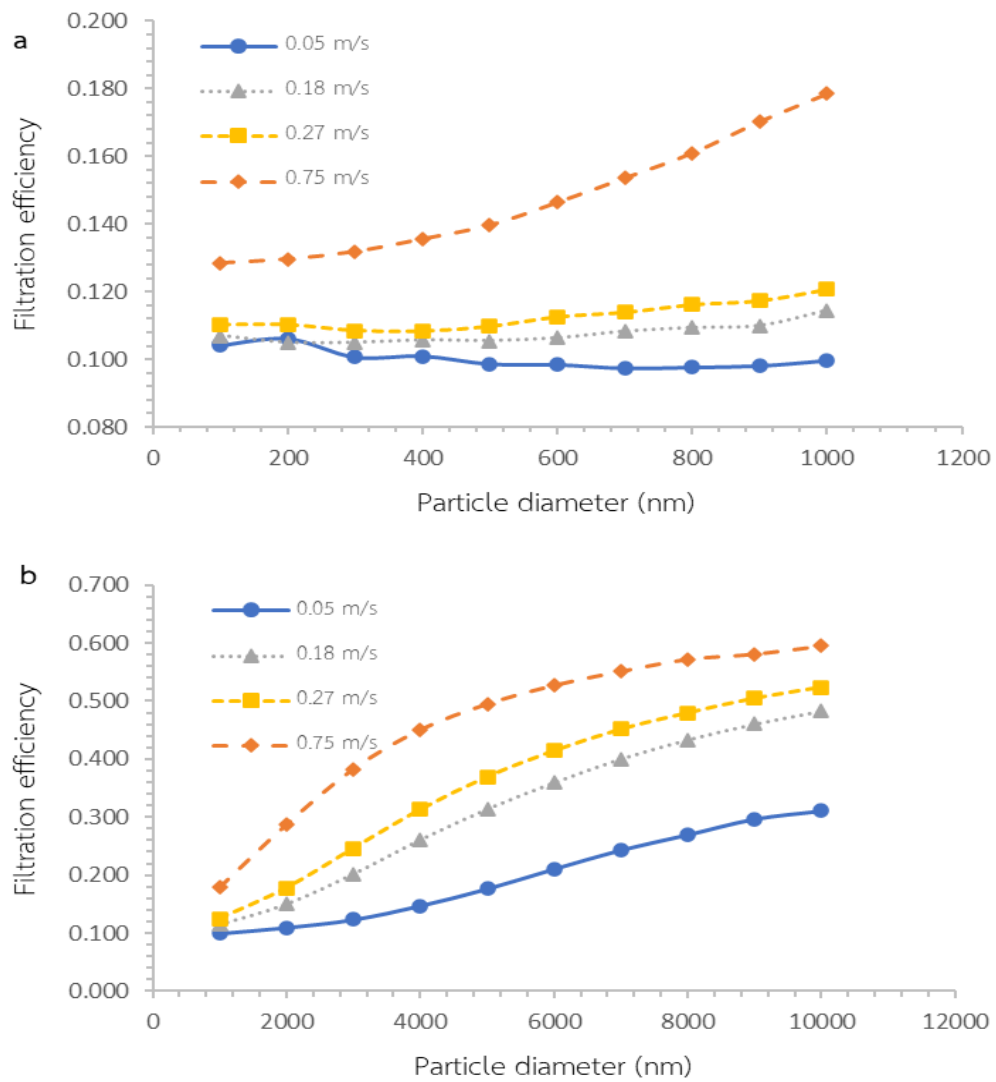 a
0.200
0.180
0.160
0.140
0.120
0.100
0.080
Filtration efficiency
0.05 m/s
0.18 m/s
0.27 m/s
0.75 m/s
0 200 400 600 800 1000 1200
Particle diameter (nm)
b
0.700
0.600
0.500
0.400
0.300
0.200
0.100
0.000
Filtration efficiency
0.05 m/s
0.18 m/s
0.27 m/s
0.75 m/s
0 2000 4000 6000 8000 10000 12000
Particle diameter (nm)